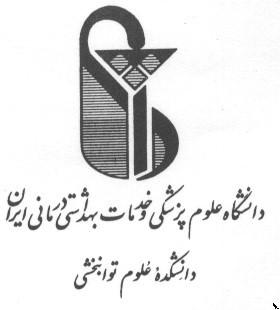 دانشگاه علوم پزشکی و خدمات بهداشتی درمانی ایران
دانشکده علوم توانبخشی